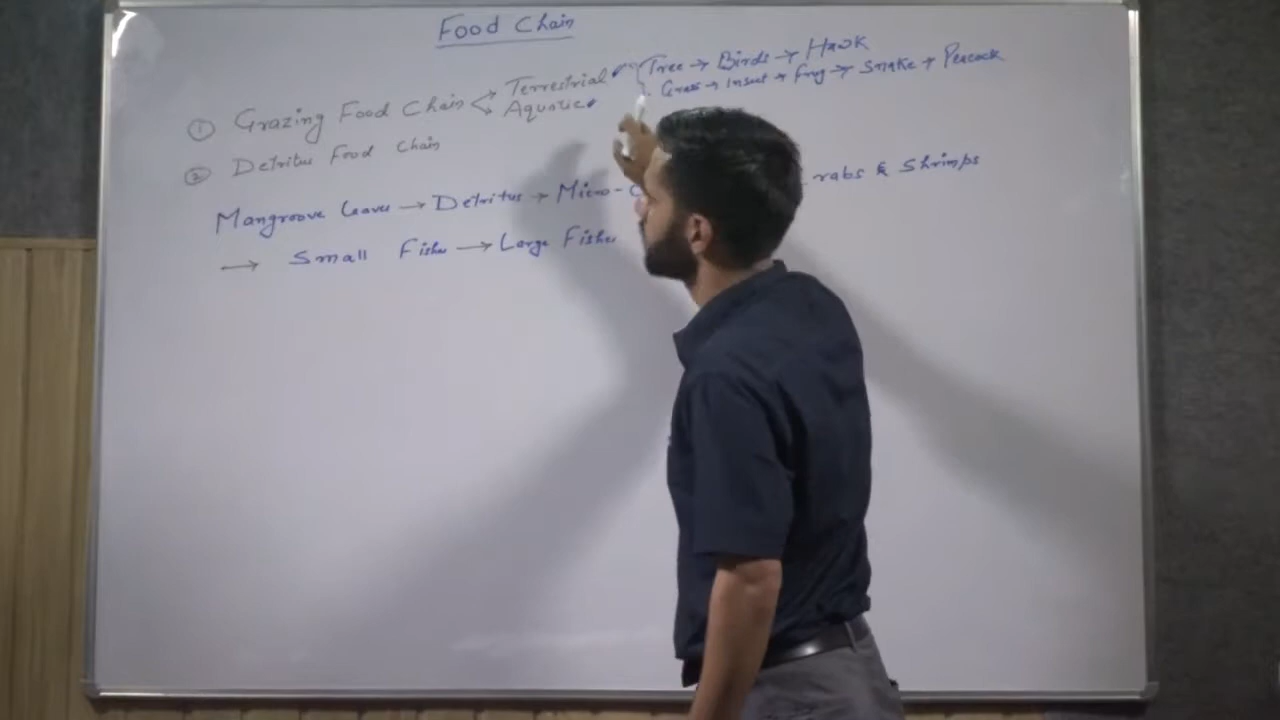 Food Chain
① Grazing Food Chain → Terrestrial Tree → Birds → Hawk
→ Aquatic Grass → Insect → Frog → Snake → Peacock
② Detritus Food Chain
Mangroove leaves → Detritus → Micro- rabs & Shrimps
→ Small Fishe → Large Fishes